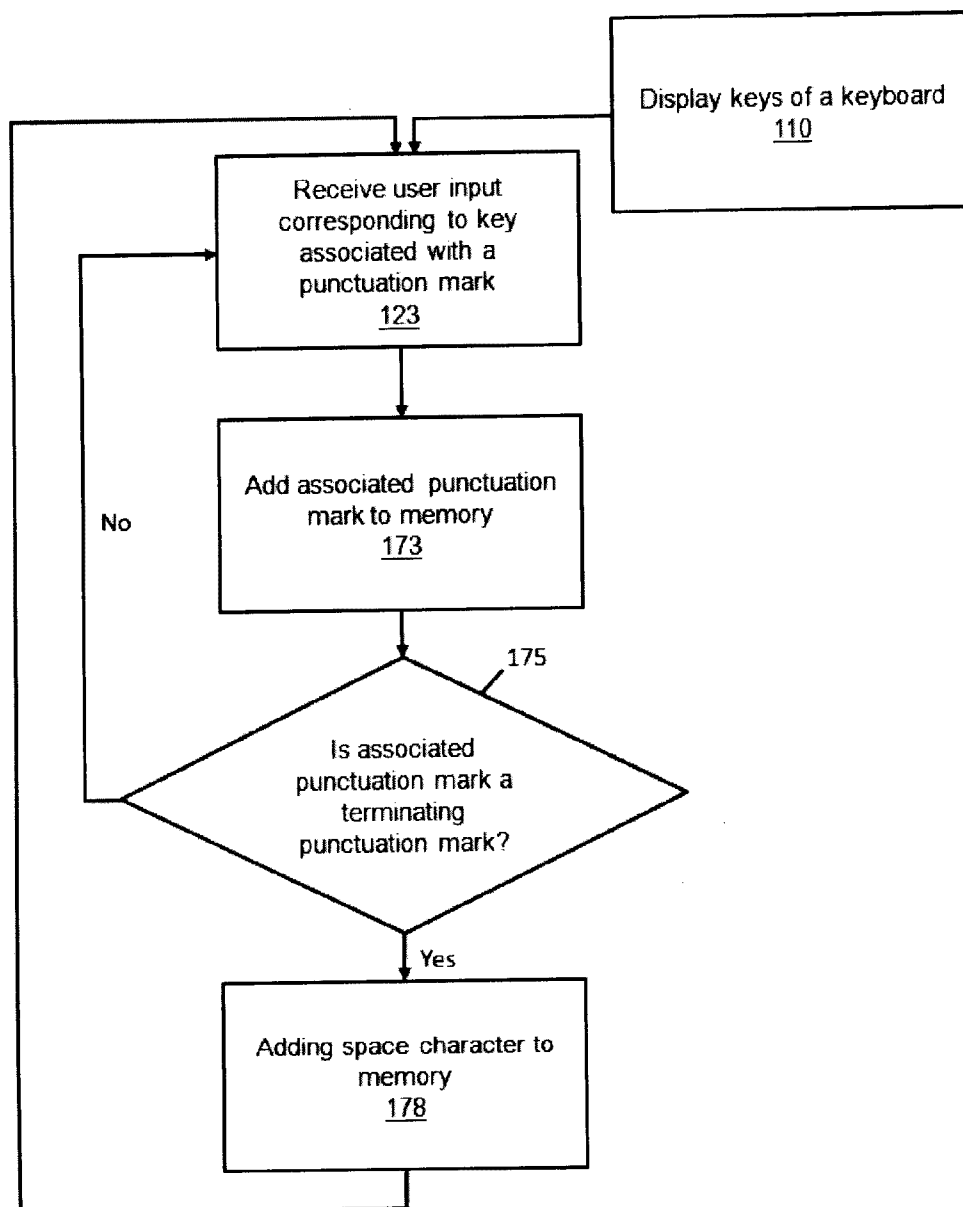 Display keys of a keyboard
110
Receive user input
corresponding to key
associated with a
punctuation mark
123
Add associated punctuation
mark to memory
173
No
175
Is associated
punctuation mark a
terminating
punctuation mark?
Yes
Adding space character to
memory
178